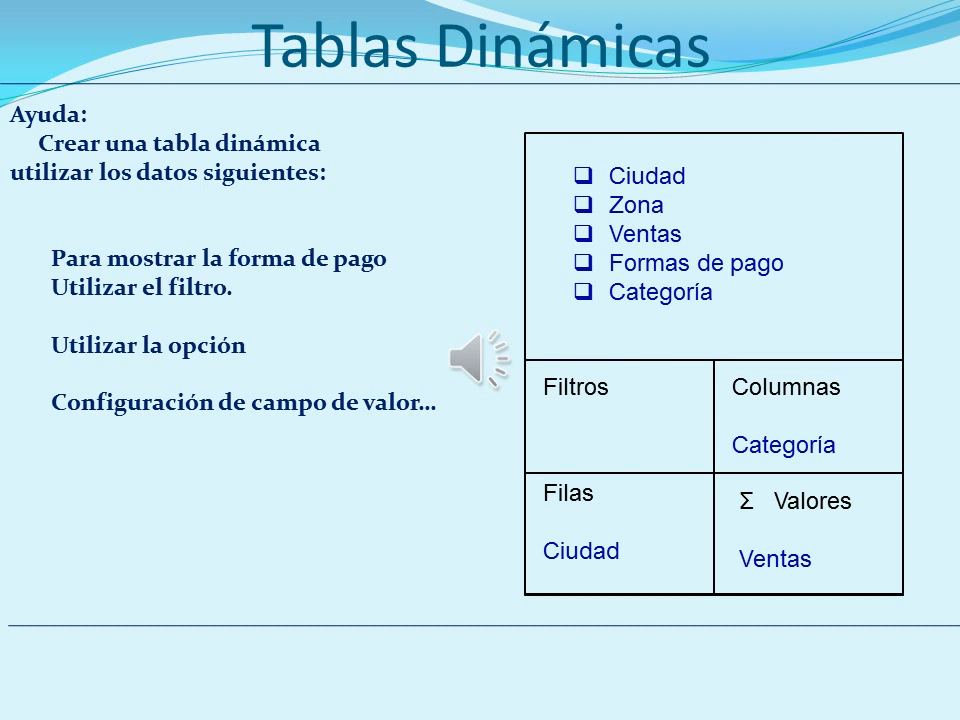 Tablas Dinámicas
Ayuda:
Crear una tabla dinámica
utilizar los datos siguientes:
Para mostrar la forma de pago
Utilizar el filtro.
Utilizar la opción
Configuración de campo de valor...
Ciudad
Zona
Ventas
Formas de pago
Categoría
Filtros
Columnas
Categoría
Filas
Ciudad
Σ Valores
Ventas